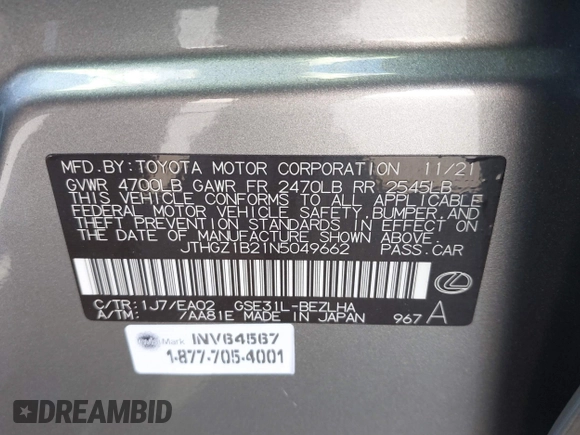 MFD.BY:TOYOTA MOTOR CORPORATION 11/21
GVWR 4700LB GAWR FR 2470LB RR 2545LB
THIS VEHICLE CONFORMS TO ALL APPLICABLE
FEDERAL MOTOR VEHICLE SAFETY,BUMPER,AND
THEFT PREVENTION STANDARDS IN EFFECT ON
THE DATE OF MANUFACTURE SHOWN ABOVE.
JTHGZ1B21N5049662 PASS.CAR
C/TR:1J7/EA02 GSE31L-BEZLHA
A/TM: 7AA81E MADE IN JAPAN 967 A
Mark INV64567
1-877-705-4001
DREAMBID